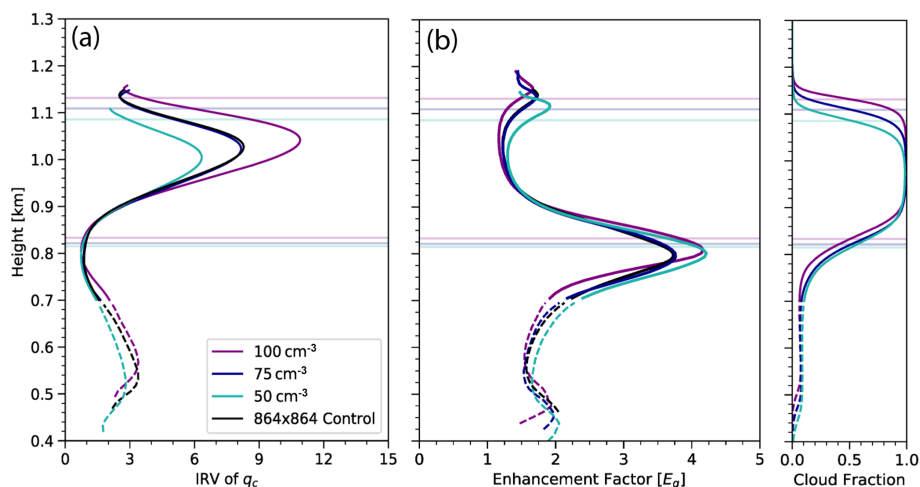 (a)
(b)
1.3
1.2
1.1
1.0
0.9
0.8
0.7
0.6
0.5
0.4
Height [km]
100 cm⁻³
75 cm⁻³
50 cm⁻³
864x864 Control
0 3 6 9 12 15
0 1 2 3 4 5
0.0 0.5 1.0
IRV of q_c
Enhancement Factor [E_q]
Cloud Fraction